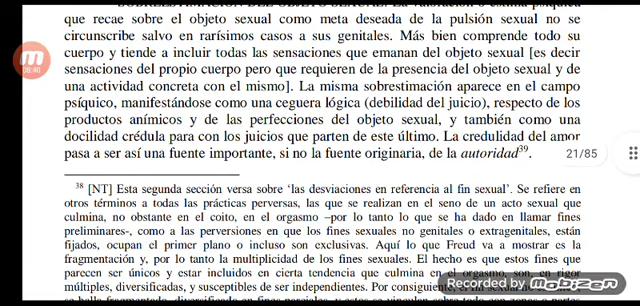 SOBREESTIMACIÓN DEL OBJETO SEXUAL. La valoración o estima psíquica
que recae sobre el objeto sexual como meta deseada de la pulsión sexual no se
circunscribe salvo en rarísimos casos a sus genitales. Más bien comprende todo su
cuerpo y tiende a incluir todas las sensaciones que emanan del objeto sexual [es decir
sensaciones del propio cuerpo pero que requieren de la presencia del objeto sexual y de
una actividad concreta con el mismo]. La misma sobrestimación aparece en el campo
psíquico, manifestándose como una ceguera lógica (debilidad del juicio), respecto de los
productos anímicos y de las perfecciones del objeto sexual, y también como una
docilidad crédula para con los juicios que parten de este último. La credulidad del amor
pasa a ser así una fuente importante, si no la fuente originaria, de la autoridad39.
21/85
m
08:40
38 [NT] Esta segunda sección versa sobre ‘las desviaciones en referencia al fin sexual’. Se refiere en
otros términos a todas las prácticas perversas, las que se realizan en el seno de un acto sexual que
culmina, no obstante en el coito, en el orgasmo –por lo tanto lo que se ha dado en llamar fines
preliminares-, como a las perversiones en que los fines sexuales no genitales o extragenitales, están
fijados, ocupan el primer plano o incluso son exclusivas. Aquí lo que Freud va a mostrar es la
fragmentación y, por lo tanto la multiplicidad de los fines sexuales. El hecho es que estos fines que
parecen ser únicos y estar incluidos en cierta tendencia que culmina en el orgasmo, son, en rigor
múltiples, diversificadas, y susceptibles de ser independientes. Por consiguiente,
Recorded by mobizen